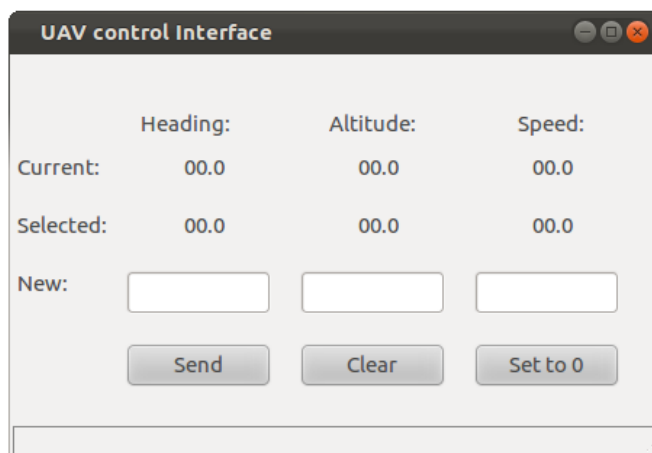 UAV control Interface
Heading: Altitude: Speed:
Current: 00.0 00.0 00.0
Selected: 00.0 00.0 00.0
New:
Send Clear Set to 0